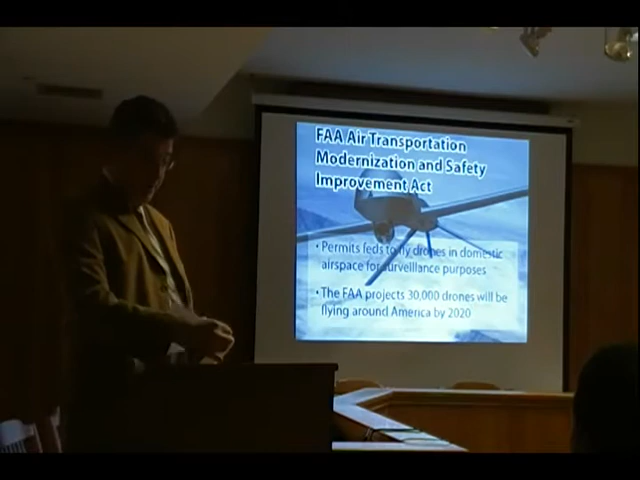 FAA Air Transportation
Modernization and Safety
Improvement Act
• Permits feds to fly drones in domestic
airspace for surveillance purposes
• The FAA projects 30,000 drones will be
flying around America by 2020